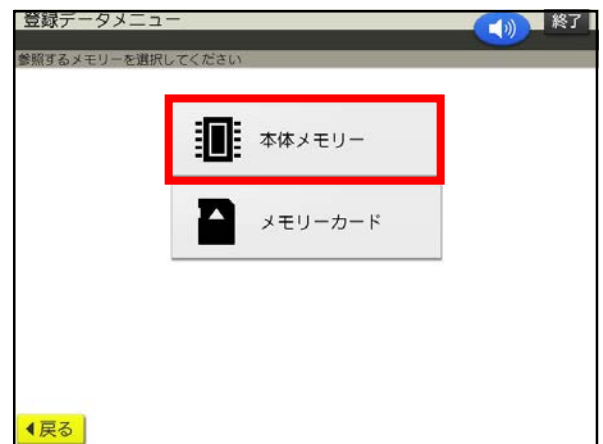 登録データメニュー
終了
参照するメモリーを選択してください
本体メモリー
メモリーカード
戻る